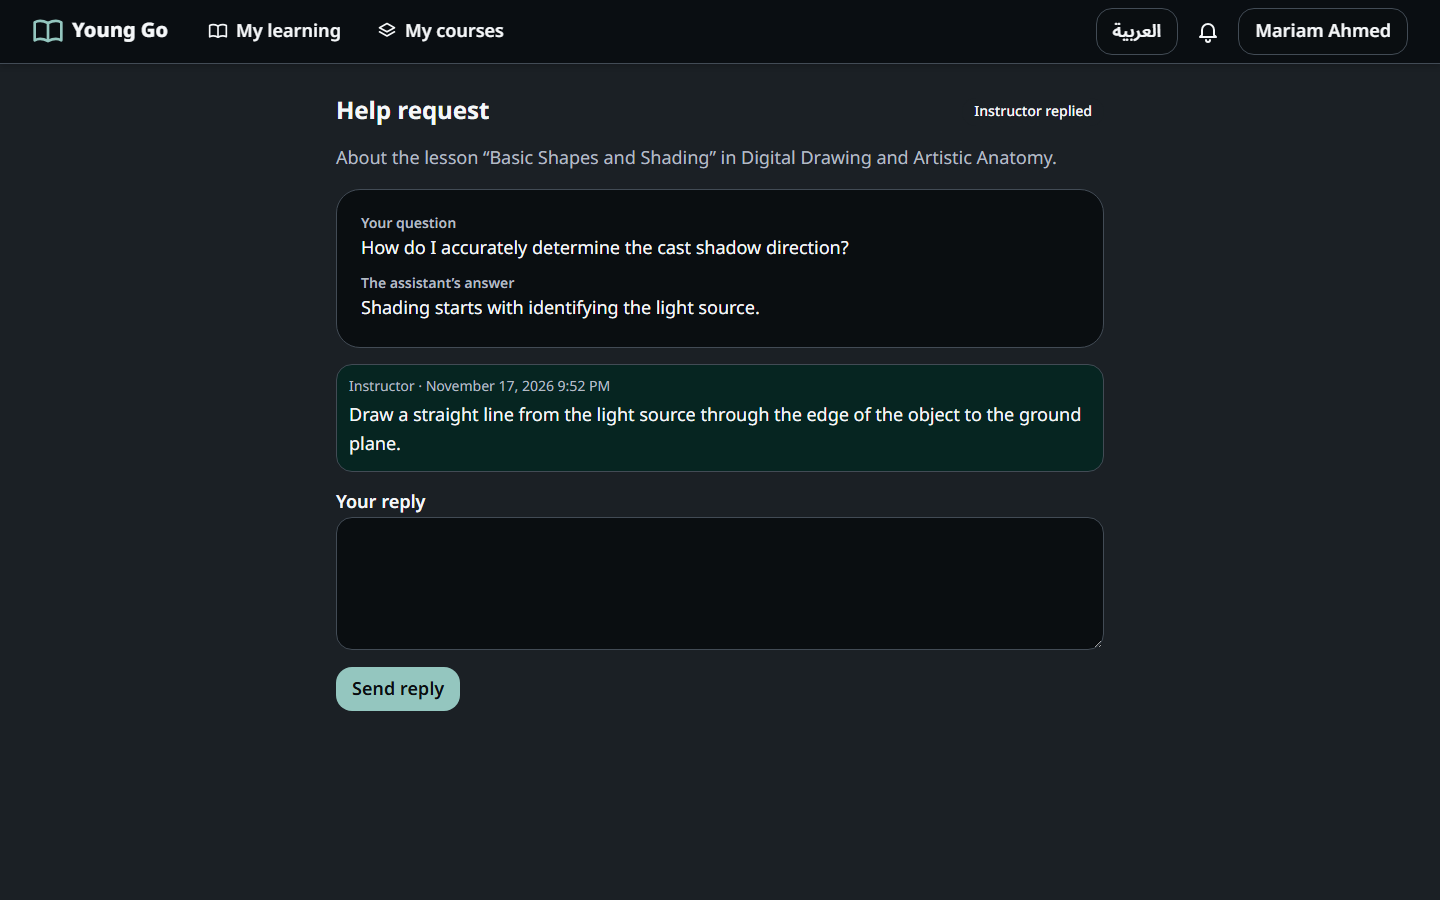 Young Go
My learning
My courses
العربية
Mariam Ahmed
Help request
Instructor replied
About the lesson “Basic Shapes and Shading” in Digital Drawing and Artistic Anatomy.
Your question
How do I accurately determine the cast shadow direction?
The assistant’s answer
Shading starts with identifying the light source.
Instructor · November 17, 2026 9:52 PM
Draw a straight line from the light source through the edge of the object to the ground
plane.
Your reply
Send reply